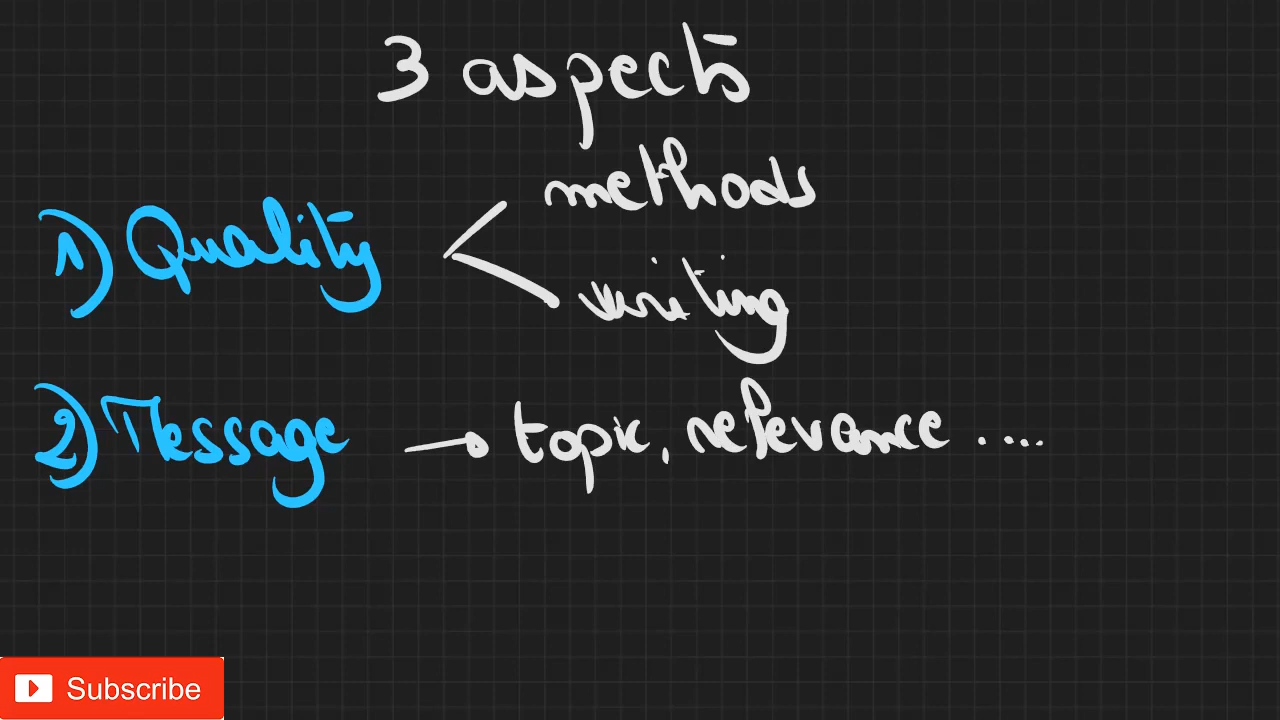 3 aspects
methods
1) Quality
writing
2) Message → topic, relevance ....
Subscribe